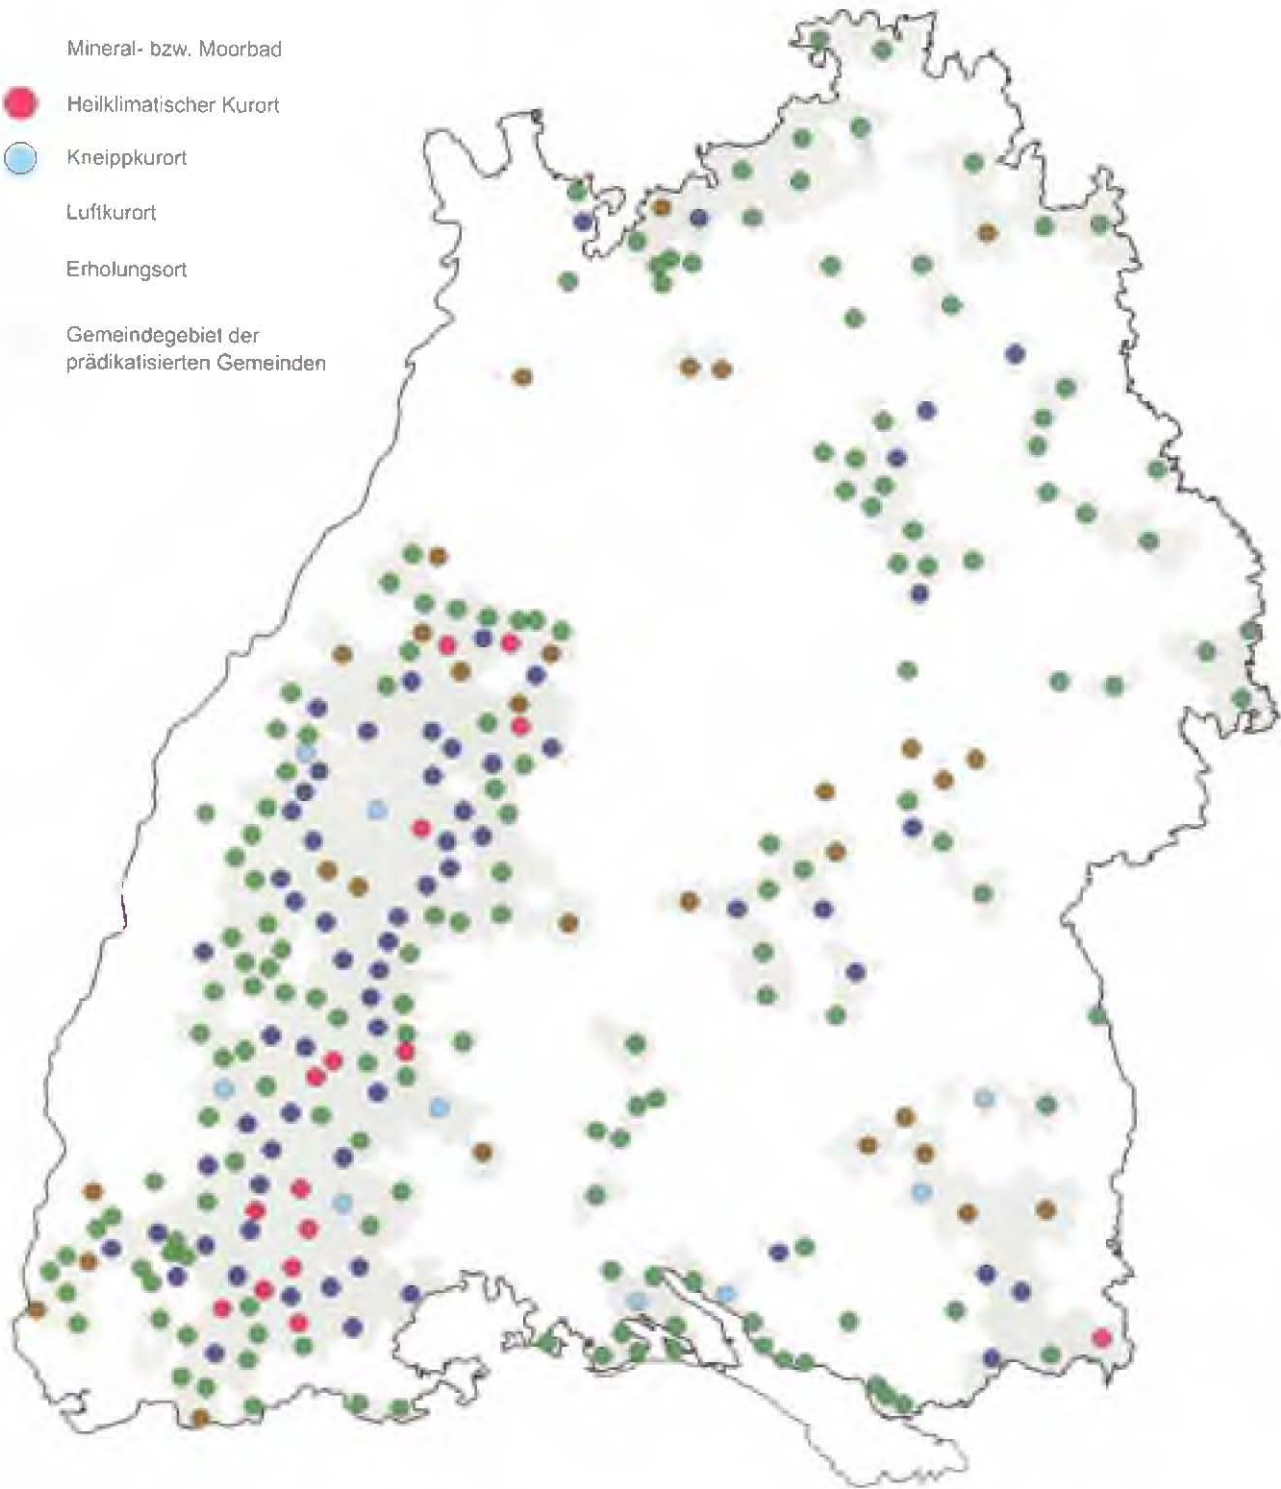 Mineral- bzw. Moorbad
Heilklimatischer Kurort
Kneippkurort
Luftkurort
Erholungsort
Gemeindegebiet der
prädikatisierten Gemeinden